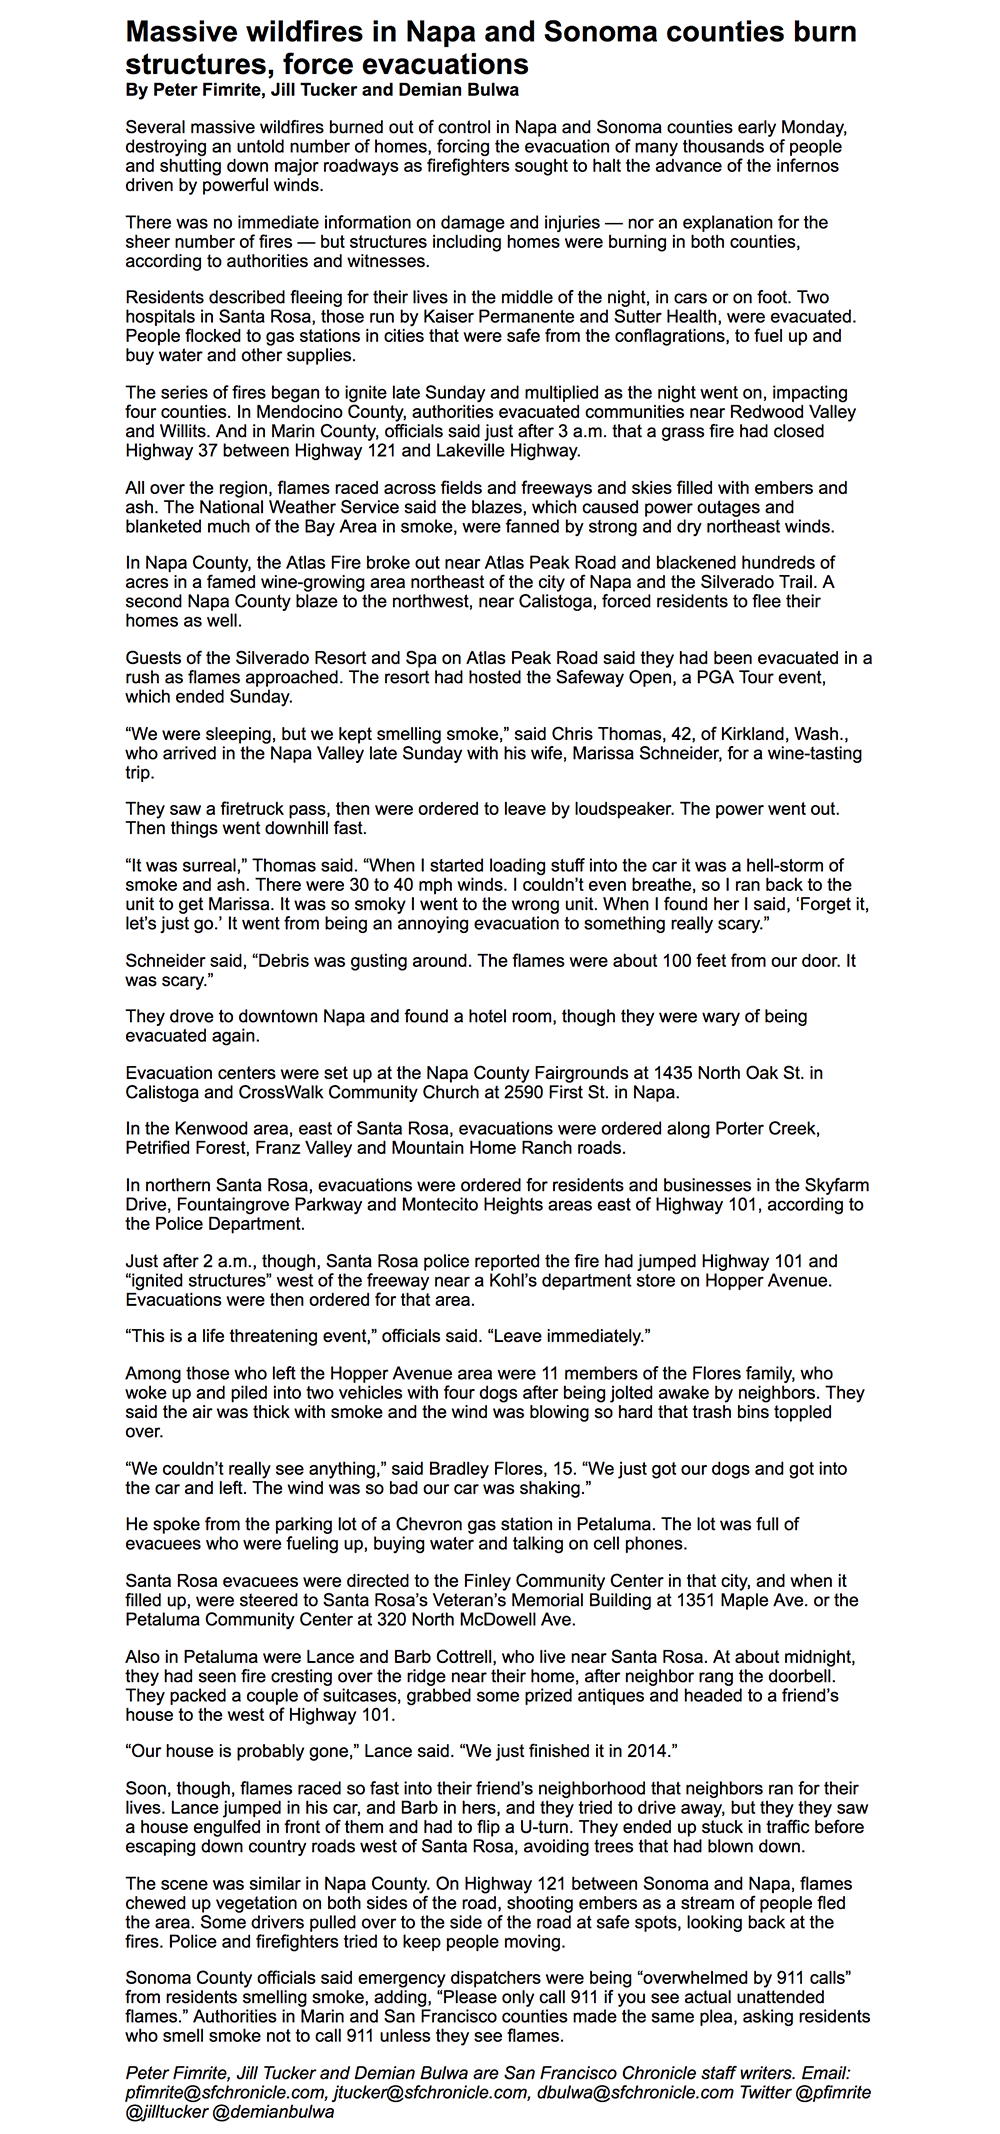 Massive wildfires in Napa and Sonoma counties burn
structures, force evacuations
By Peter Fimrite, Jill Tucker and Demian Bulwa
Several massive wildfires burned out of control in Napa and Sonoma counties early Monday,
destroying an untold number of homes, forcing the evacuation of many thousands of people
and shutting down major roadways as firefighters sought to halt the advance of the infernos
driven by powerful winds.
There was no immediate information on damage and injuries — nor an explanation for the
sheer number of fires — but structures including homes were burning in both counties,
according to authorities and witnesses.
Residents described fleeing for their lives in the middle of the night, in cars or on foot. Two
hospitals in Santa Rosa, those run by Kaiser Permanente and Sutter Health, were evacuated.
People flocked to gas stations in cities that were safe from the conflagrations, to fuel up and
buy water and other supplies.
The series of fires began to ignite late Sunday and multiplied as the night went on, impacting
four counties. In Mendocino County, authorities evacuated communities near Redwood Valley
and Willits. And in Marin County, officials said just after 3 a.m. that a grass fire had closed
Highway 37 between Highway 121 and Lakeville Highway.
All over the region, flames raced across fields and freeways and skies filled with embers and
ash. The National Weather Service said the blazes, which caused power outages and
blanketed much of the Bay Area in smoke, were fanned by strong and dry northeast winds.
In Napa County, the Atlas Fire broke out near Atlas Peak Road and blackened hundreds of
acres in a famed wine-growing area northeast of the city of Napa and the Silverado Trail. A
second Napa County blaze to the northwest, near Calistoga, forced residents to flee their
homes as well.
Guests of the Silverado Resort and Spa on Atlas Peak Road said they had been evacuated in a
rush as flames approached. The resort had hosted the Safeway Open, a PGA Tour event,
which ended Sunday.
“We were sleeping, but we kept smelling smoke,” said Chris Thomas, 42, of Kirkland, Wash.,
who arrived in the Napa Valley late Sunday with his wife, Marissa Schneider, for a wine-tasting
trip.
They saw a firetruck pass, then were ordered to leave by loudspeaker. The power went out.
Then things went downhill fast.
“It was surreal,” Thomas said. “When I started loading stuff into the car it was a hell-storm of
smoke and ash. There were 30 to 40 mph winds. I couldn’t even breathe, so I ran back to the
unit to get Marissa. It was so smoky I went to the wrong unit. When I found her I said, ‘Forget it,
let’s just go.’ It went from being an annoying evacuation to something really scary.”
Schneider said, “Debris was gusting around. The flames were about 100 feet from our door. It
was scary.”
They drove to downtown Napa and found a hotel room, though they were wary of being
evacuated again.
Evacuation centers were set up at the Napa County Fairgrounds at 1435 North Oak St. in
Calistoga and CrossWalk Community Church at 2590 First St. in Napa.
In the Kenwood area, east of Santa Rosa, evacuations were ordered along Porter Creek,
Petrified Forest, Franz Valley and Mountain Home Ranch roads.
In northern Santa Rosa, evacuations were ordered for residents and businesses in the Skyfarm
Drive, Fountaingrove Parkway and Montecito Heights areas east of Highway 101, according to
the Police Department.
Just after 2 a.m., though, Santa Rosa police reported the fire had jumped Highway 101 and
“ignited structures” west of the freeway near a Kohl’s department store on Hopper Avenue.
Evacuations were then ordered for that area.
“This is a life threatening event,” officials said. “Leave immediately.”
Among those who left the Hopper Avenue area were 11 members of the Flores family, who
woke up and piled into two vehicles with four dogs after being jolted awake by neighbors. They
said the air was thick with smoke and the wind was blowing so hard that trash bins toppled
over.
“We couldn’t really see anything,” said Bradley Flores, 15. “We just got our dogs and got into
the car and left. The wind was so bad our car was shaking.”
He spoke from the parking lot of a Chevron gas station in Petaluma. The lot was full of
evacuees who were fueling up, buying water and talking on cell phones.
Santa Rosa evacuees were directed to the Finley Community Center in that city, and when it
filled up, were steered to Santa Rosa’s Veteran’s Memorial Building at 1351 Maple Ave. or the
Petaluma Community Center at 320 North McDowell Ave.
Also in Petaluma were Lance and Barb Cottrell, who live near Santa Rosa. At about midnight,
they had seen fire cresting over the ridge near their home, after neighbor rang the doorbell.
They packed a couple of suitcases, grabbed some prized antiques and headed to a friend’s
house to the west of Highway 101.
“Our house is probably gone,” Lance said. “We just finished it in 2014.”
Soon, though, flames raced so fast into their friend’s neighborhood that neighbors ran for their
lives. Lance jumped in his car, and Barb in hers, and they tried to drive away, but they they saw
a house engulfed in front of them and had to flip a U-turn. They ended up stuck in traffic before
escaping down country roads west of Santa Rosa, avoiding trees that had blown down.
The scene was similar in Napa County. On Highway 121 between Sonoma and Napa, flames
chewed up vegetation on both sides of the road, shooting embers as a stream of people fled
the area. Some drivers pulled over to the side of the road at safe spots, looking back at the
fires. Police and firefighters tried to keep people moving.
Sonoma County officials said emergency dispatchers were being “overwhelmed by 911 calls”
from residents smelling smoke, adding, “Please only call 911 if you see actual unattended
flames.” Authorities in Marin and San Francisco counties made the same plea, asking residents
who smell smoke not to call 911 unless they see flames.
Peter Fimrite, Jill Tucker and Demian Bulwa are San Francisco Chronicle staff writers. Email:
pfimrite@sfchronicle.com, jtucker@sfchronicle.com, dbulwa@sfchronicle.com Twitter @pfimrite
@jilltucker @demianbulwa